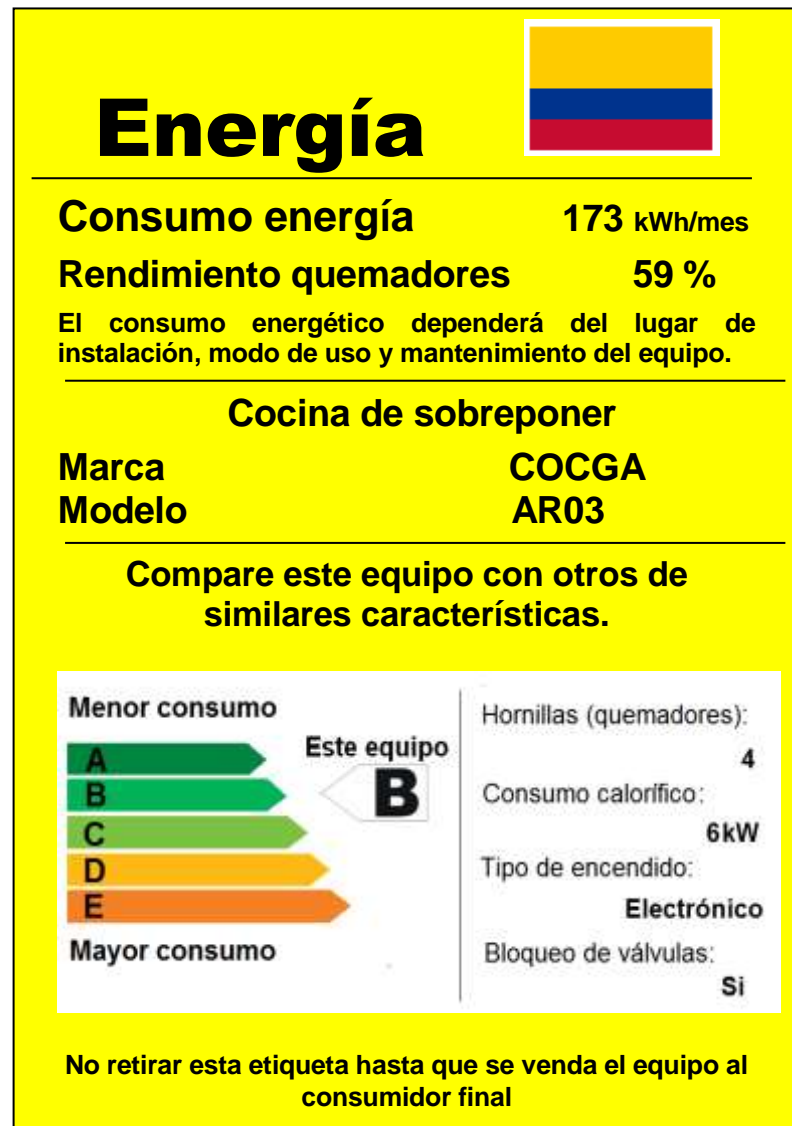 Energía
Consumo energía 173 kWh/mes
Rendimiento quemadores 59 %
El consumo energético dependerá del lugar de
instalación, modo de uso y mantenimiento del equipo.
Cocina de sobreponer
Marca COCGA
Modelo AR03
Compare este equipo con otros de
similares características.
Menor consumo
Este equipo
A
B
B
C
D
E
Mayor consumo
Hornillas (quemadores):
4
Consumo calorífico:
6kW
Tipo de encendido:
Electrónico
Bloqueo de válvulas:
Si
No retirar esta etiqueta hasta que se venda el equipo al
consumidor final